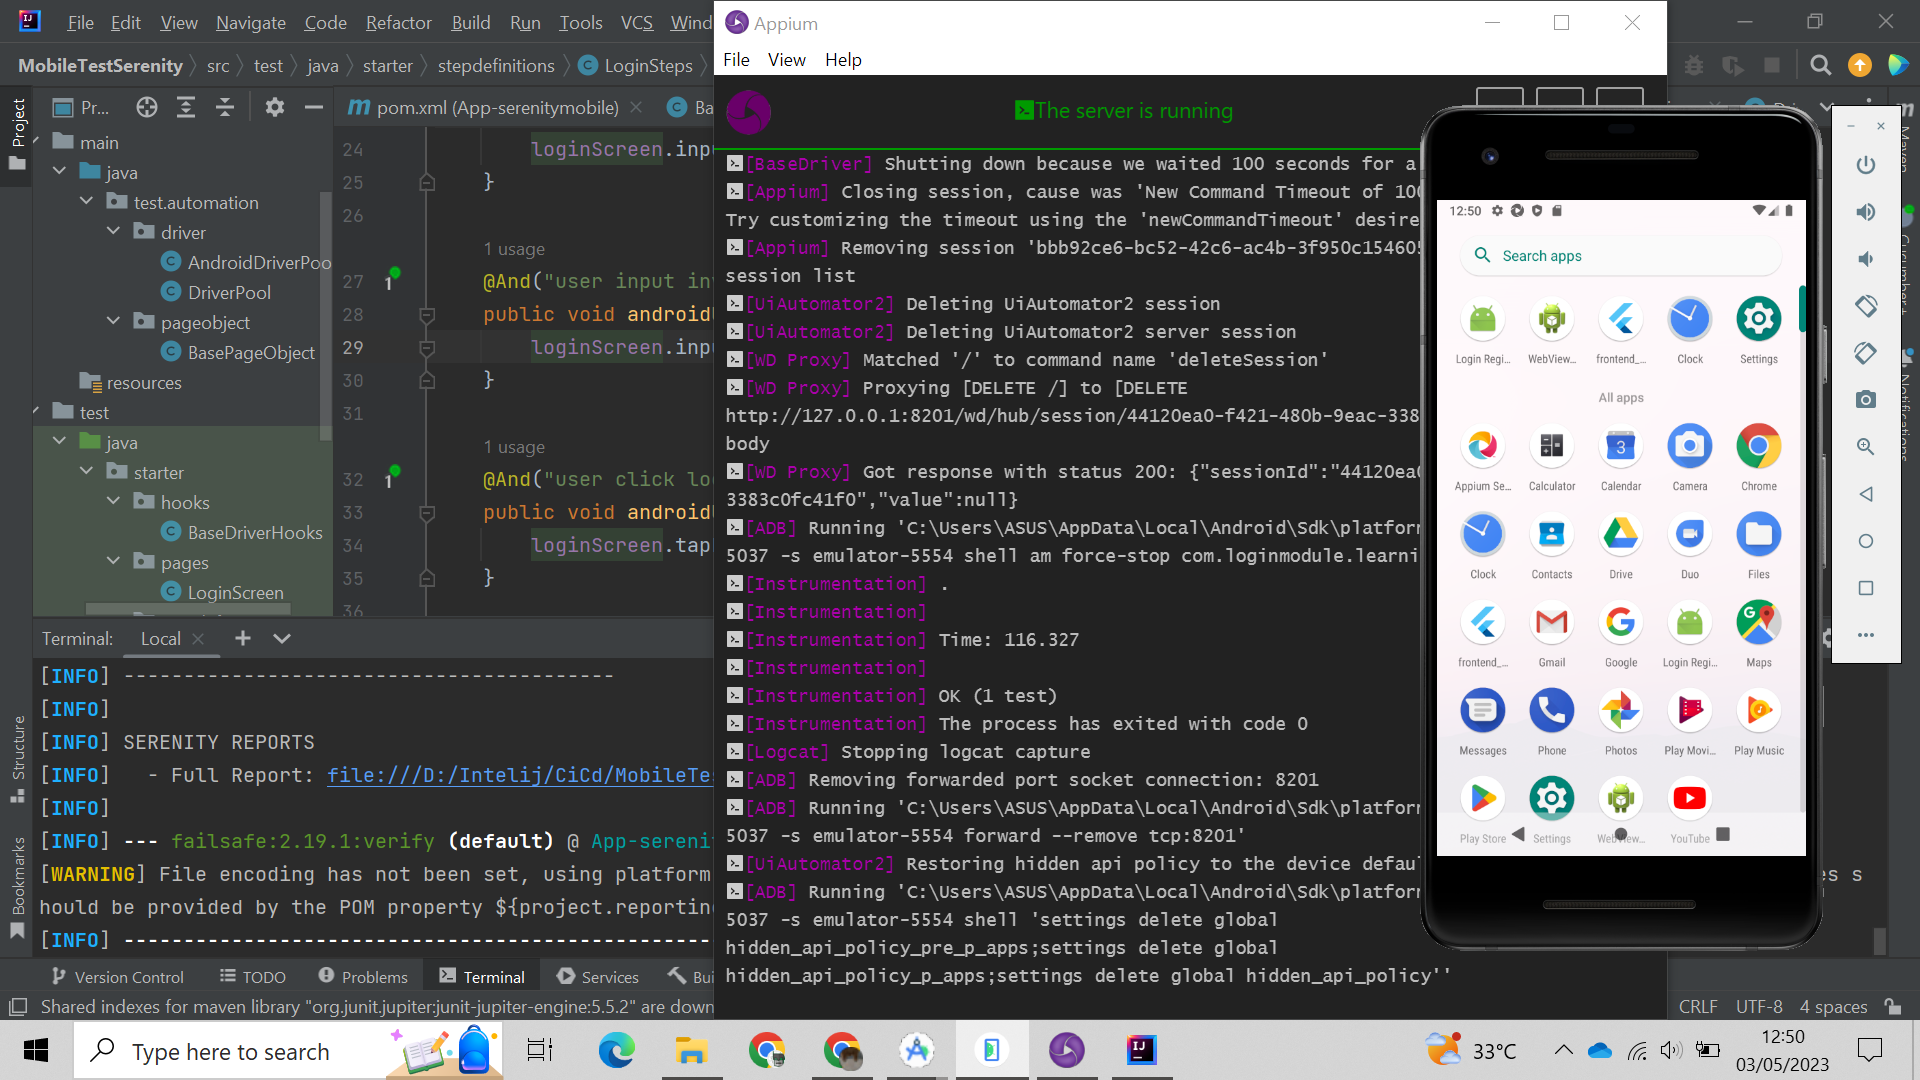 File Edit View Navigate Code Refactor Build Run Tools VCS Wind
MobileTestSerenity src test java starter stepdefinitions LoginSteps
Project
Pr...
main
java
test.automation
driver
AndroidDriverPoo
DriverPool
pageobject
BasePageObject
resources
test
java
starter
hooks
BaseDriverHooks
pages
LoginScreen
pom.xml (App-serenitymobile)
Ba
24 loginScreen.inpu
25 }
26
1 usage
27 @And("user input in
28 public void android
29 loginScreen.inpu
30 }
31
1 usage
32 @And("user click lo
33 public void android
34 loginScreen.tap
35 }
36
Appium
File View Help
The server is running
[BaseDriver] Shutting down because we waited 100 seconds for a
[Appium] Closing session, cause was 'New Command Timeout of 100
Try customizing the timeout using the 'newCommandTimeout' desire
[Appium] Removing session 'bbb92ce6-bc52-42c6-ac4b-3f950c154605
session list
[UiAutomator2] Deleting UiAutomator2 session
[UiAutomator2] Deleting UiAutomator2 server session
[WD Proxy] Matched '/' to command name 'deleteSession'
[WD Proxy] Proxying [DELETE /] to [DELETE
http://127.0.0.1:8201/wd/hub/session/44120ea0-f421-480b-9eac-338
body
[WD Proxy] Got response with status 200: {"sessionId":"44120ea0
3383c0fc41f0","value":null}
[ADB] Running 'C:\Users\ASUS\AppData\Local\Android\Sdk\platfor
5037 -s emulator-5554 shell am force-stop com.loginmodule.learni
[Instrumentation] .
[Instrumentation]
[Instrumentation] Time: 116.327
[Instrumentation]
[Instrumentation] OK (1 test)
[Instrumentation] The process has exited with code 0
[Logcat] Stopping logcat capture
[ADB] Removing forwarded port socket connection: 8201
[ADB] Running 'C:\Users\ASUS\AppData\Local\Android\Sdk\platfor
5037 -s emulator-5554 forward --remove tcp:8201'
[UiAutomator2] Restoring hidden api policy to the device defau
[ADB] Running 'C:\Users\ASUS\AppData\Local\Android\Sdk\platfor
5037 -s emulator-5554 shell 'settings delete global
hidden_api_policy_pre_p_apps;settings delete global
hidden_api_policy_p_apps;settings delete global hidden_api_policy''
12:50
Search apps
Login Regi... WebView... frontend_... Clock Settings
All apps
3
Appium Se... Calculator Calendar Camera Chrome
Clock Contacts Drive Duo Files
frontend_... Gmail Google Login Regi... Maps
Messages Phone Photos Play Movi... Play Music
Play Store Settings WebView... YouTube
Maven
Cucumber+
Notifications
Terminal: Local
[INFO] -----------------------------------------
[INFO]
[INFO] SERENITY REPORTS
[INFO] - Full Report: file:///D:/Intelij/CiCd/MobileTe
[INFO]
[INFO] --- failsafe:2.19.1:verify (default) @ App-sereni
[WARNING] File encoding has not been set, using platform
es s
hould be provided by the POM property ${project.reporting
[INFO] --------------------------------------------------
Structure
Bookmarks
Version Control TODO Problems Terminal Services Bui
Shared indexes for maven library "org.junit.jupiter:junit-jupiter-engine:5.5.2" are down
CRLF UTF-8 4 spaces
Type here to search
33°C
12:50
03/05/2023